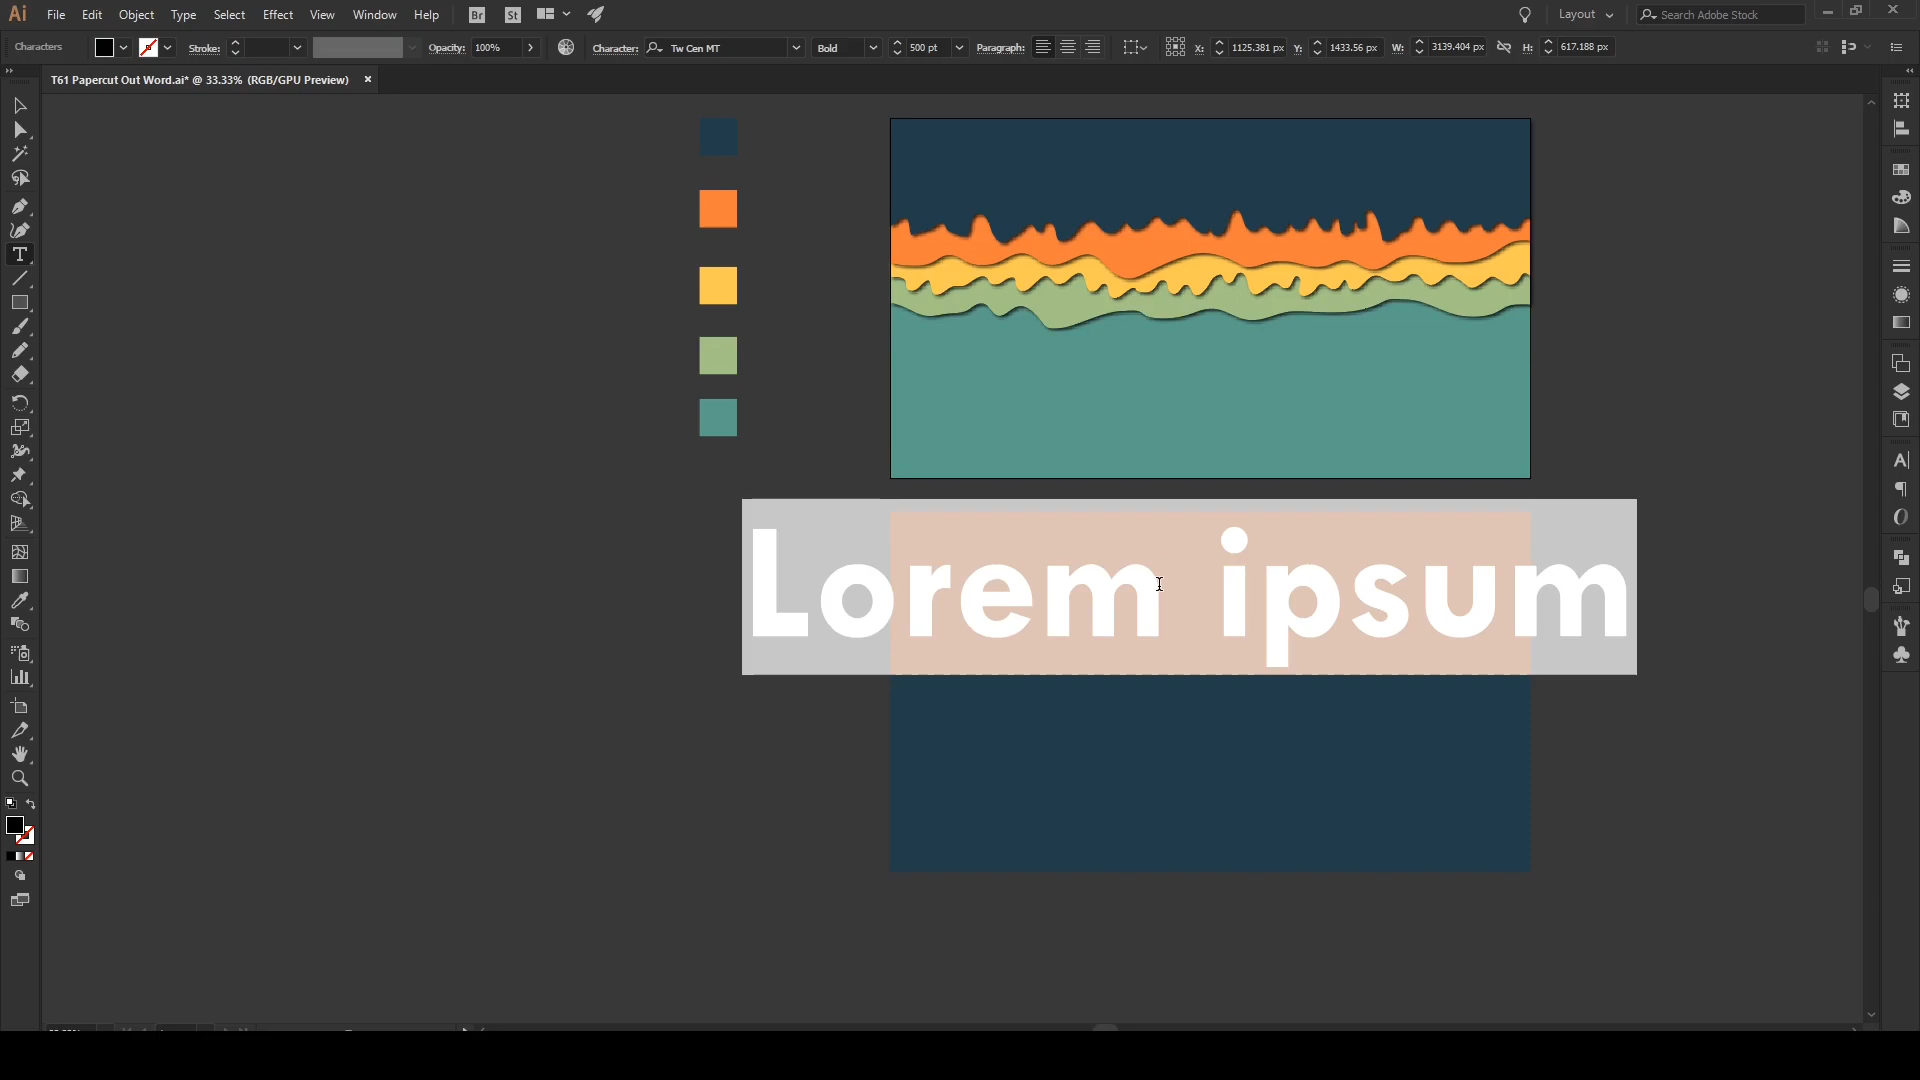 Ai File Edit Object Type Select Effect View Window Help Br St Layout Search Adobe Stock
Characters Stroke: Opacity: 100% Character: Tw Cen MT Bold 500 pt Paragraph: X: 1125.381 px Y: 1433.56 px W: 3139.404 px H: 617.188 px
T61 Papercut Out Word.ai* @ 33.33% (RGB/GPU Preview) ×
Lorem ipsum